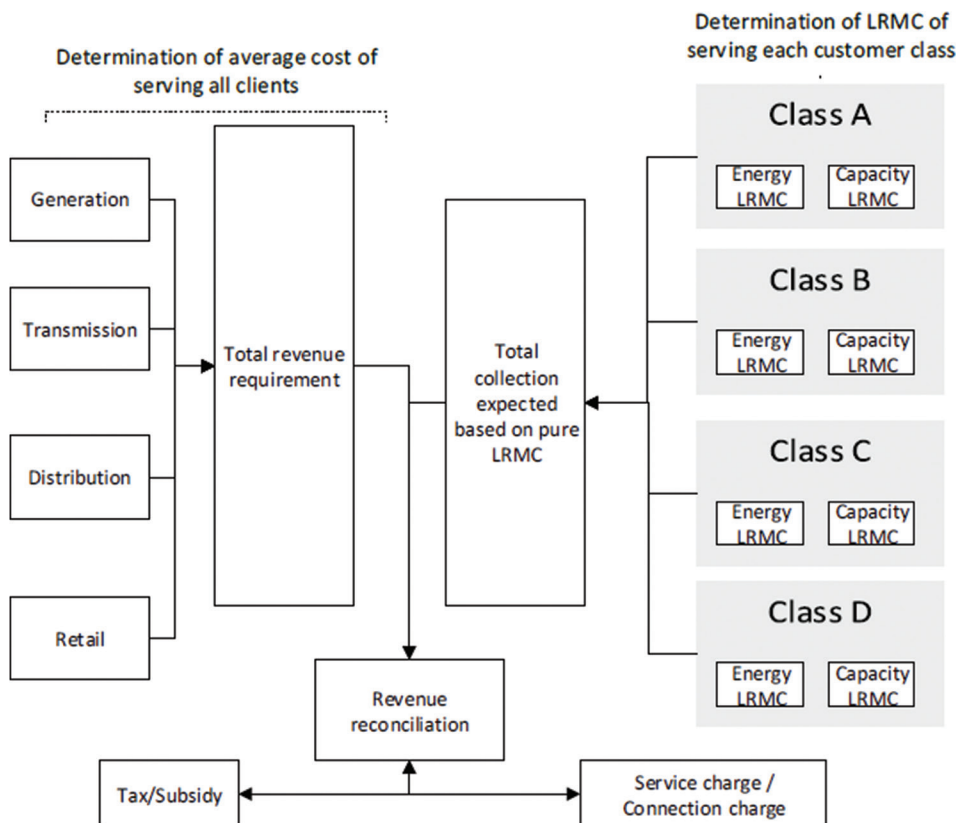 Determination of average cost of
serving all clients
Generation
Transmission
Distribution
Retail
Total revenue
requirement
Total
collection
expected
based on pure
LRMC
Determination of LRMC of
serving each customer class
Class A
Energy
LRMC
Capacity
LRMC
Class B
Energy
LRMC
Capacity
LRMC
Class C
Energy
LRMC
Capacity
LRMC
Class D
Energy
LRMC
Capacity
LRMC
Revenue
reconciliation
Tax/Subsidy
Service charge /
Connection charge